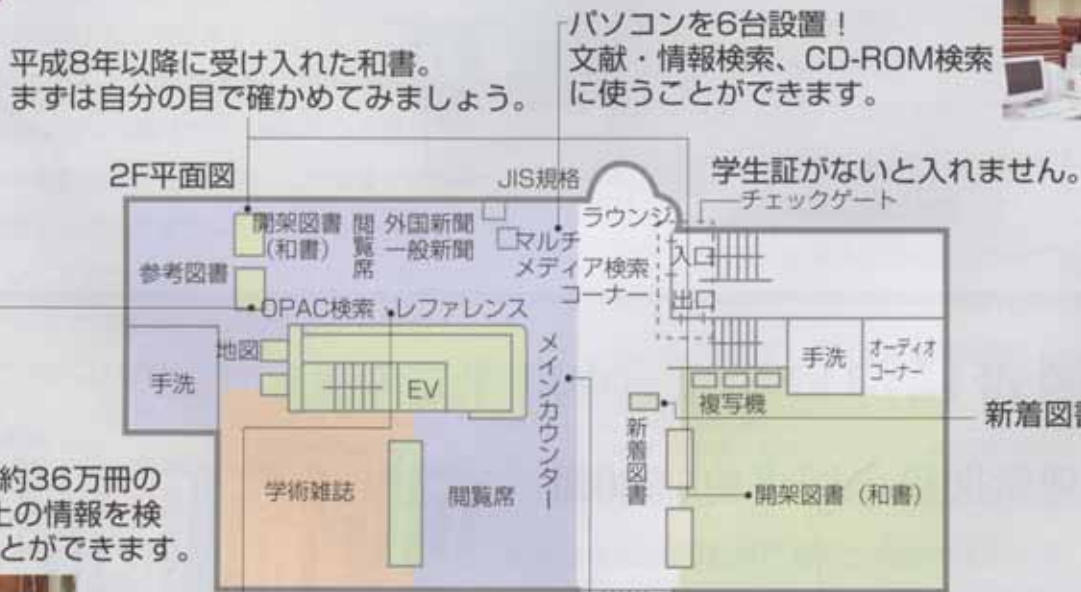 平成8年以降に受け入れた和書。
まずは自分の目で確かめてみましょう。
パソコンを6台設置！
文献・情報検索、CD-ROM検索
に使うことができます。
2F平面図
JIS規格
学生証がないと入れません。
チェックゲート
ラウンジ
開架図書
（和書）
閲覧席
外国新聞
一般新聞
マルチ
メディア検索
コーナー
入口
出口
参考図書
OPAC検索
レファレンス
地図
手洗
EV
メインカウンター
手洗
オーディオ
コーナー
複写機
新着図書
新着図書
約36万冊の
上の情報を検
ことができます。
学術雑誌
閲覧席
開架図書（和書）